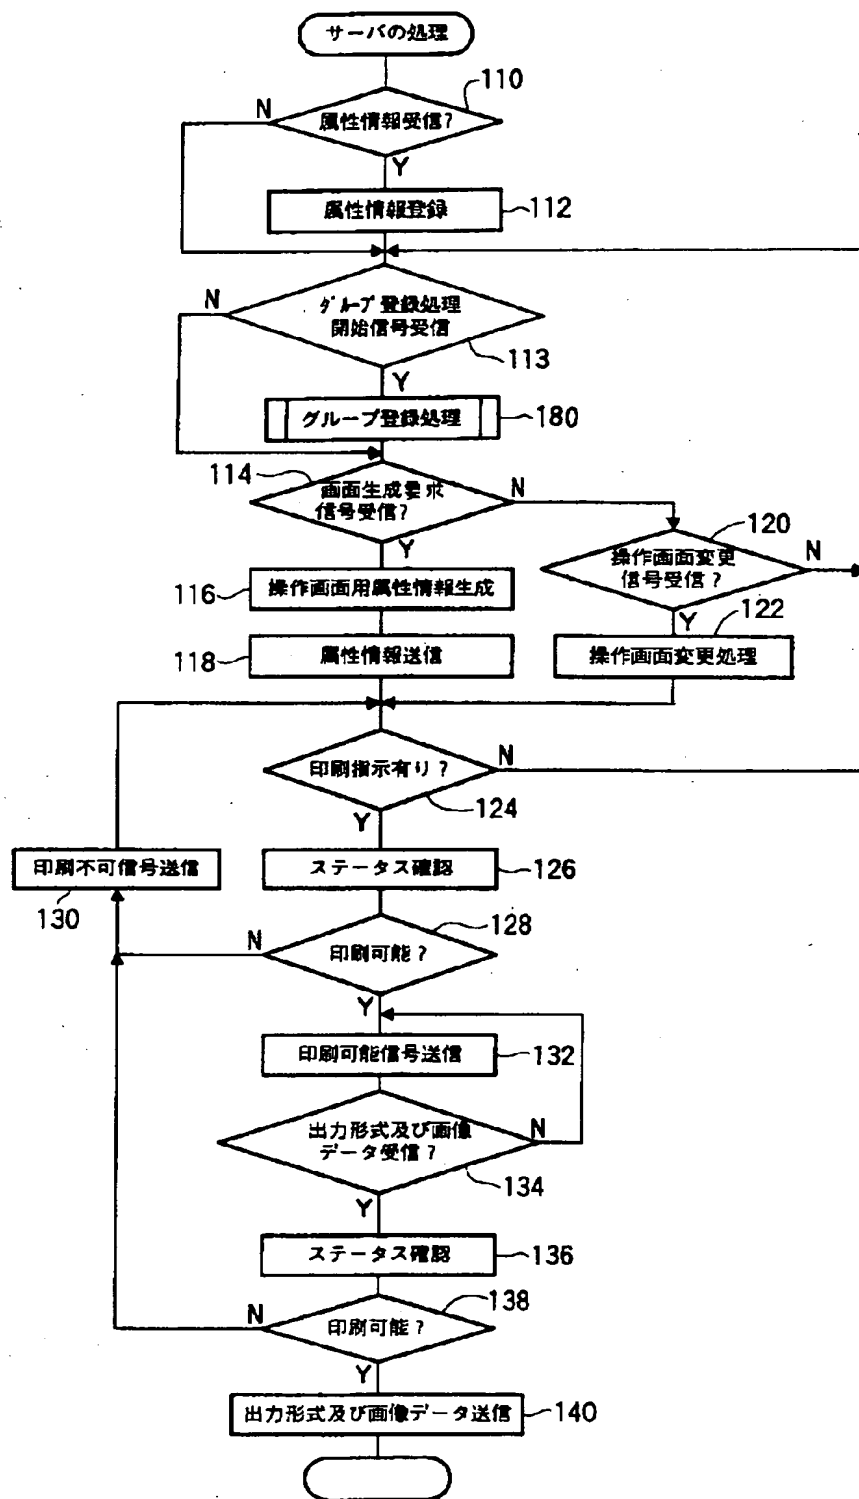 サーバの処理
110
N
属性情報受信?
Y
属性情報登録
112
N
グループ登録処理
開始信号受信
113
Y
グループ登録処理
180
114
画面生成要求
信号受信?
N
120
操作画面変更
信号受信?
N
Y
116
操作画面用属性情報生成
Y
122
118
属性情報送信
操作画面変更処理
印刷指示有り?
N
124
Y
印刷不可信号送信
ステータス確認
126
130
128
N
印刷可能?
Y
印刷可能信号送信
132
出力形式及び画像
データ受信?
N
134
Y
ステータス確認
136
138
N
印刷可能?
Y
出力形式及び画像データ送信
140